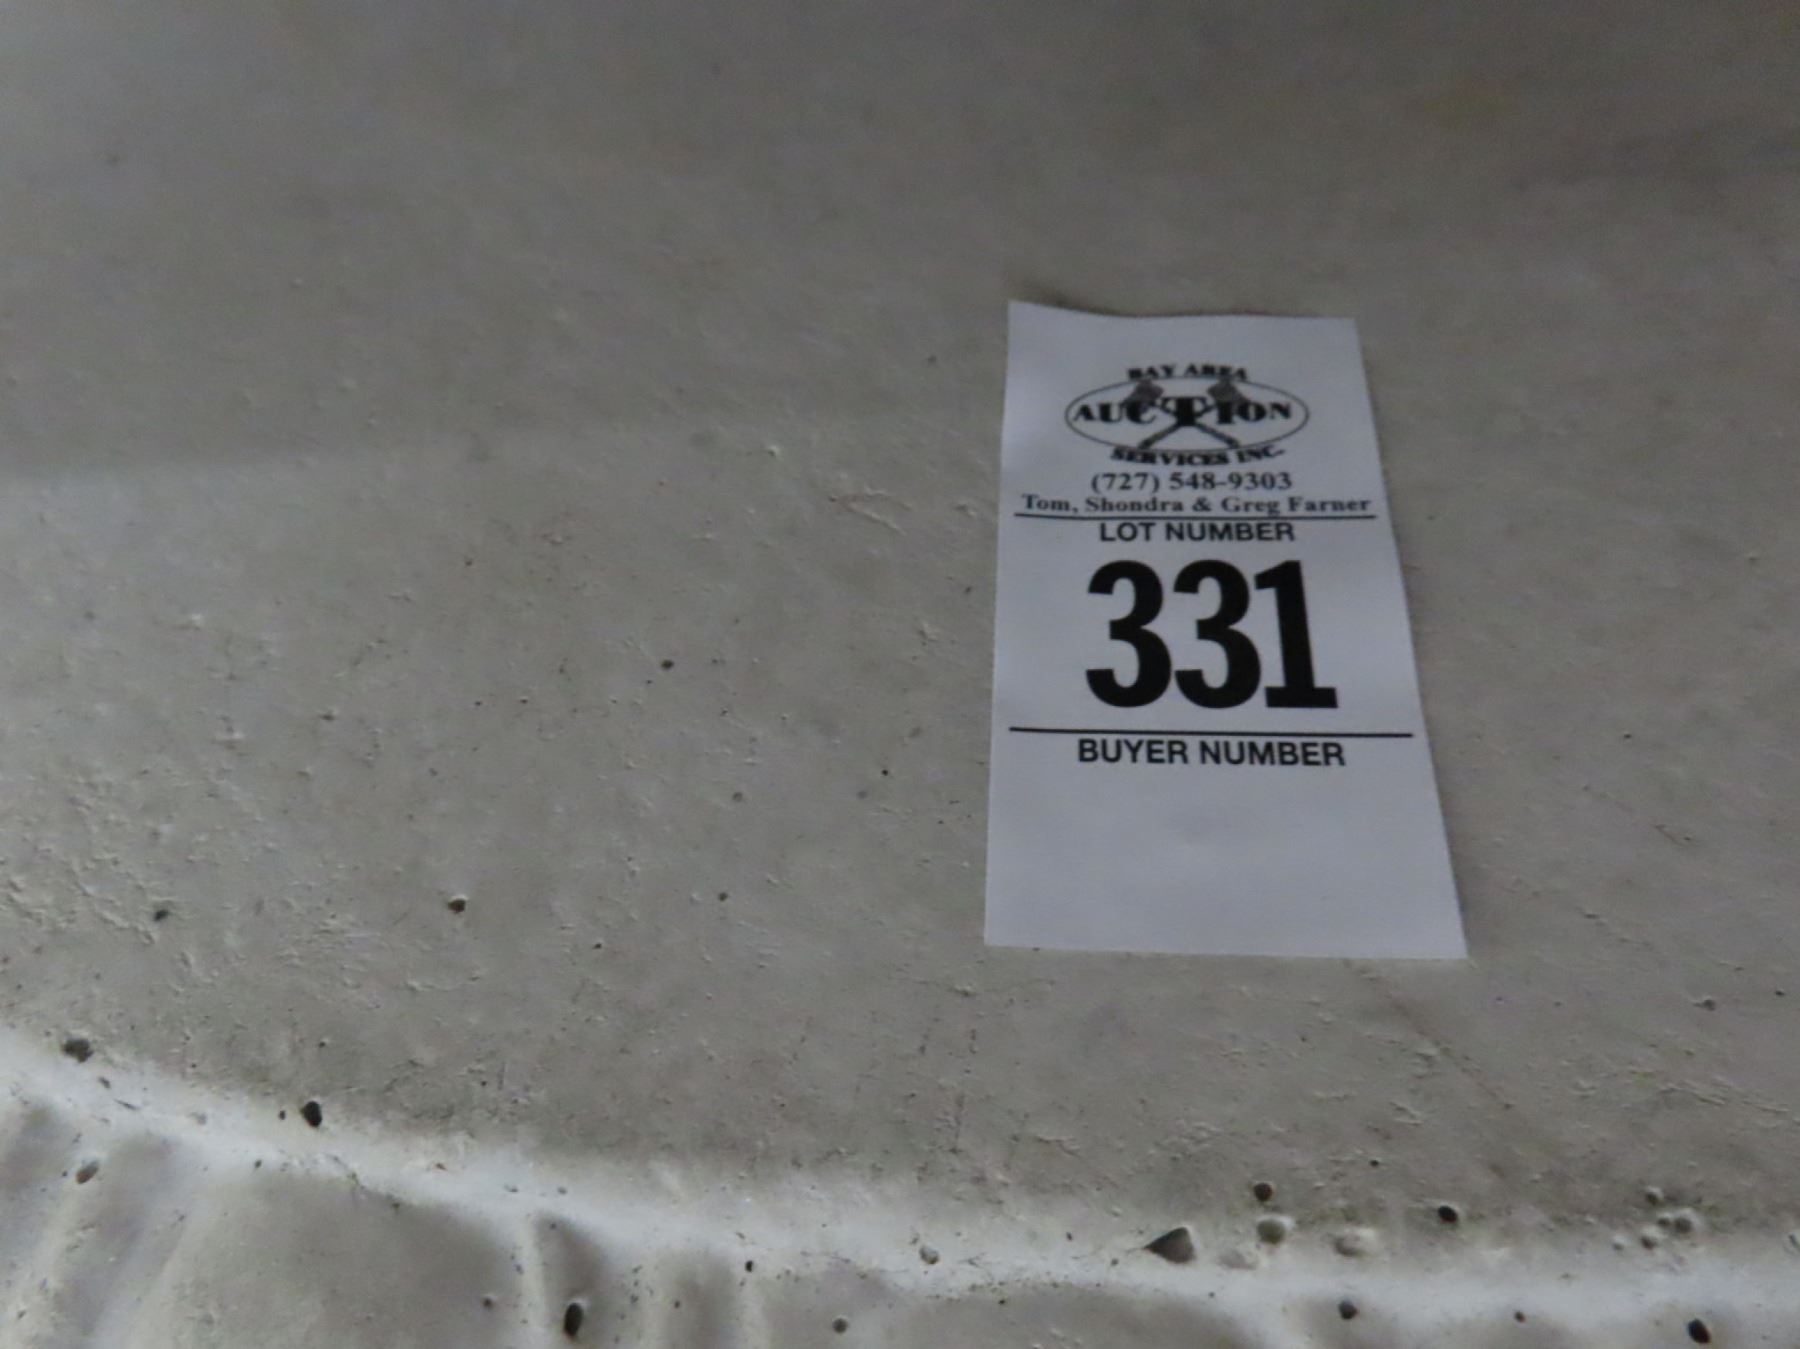 BAY AREA
AUCTION
SERVICES INC.
(727) 548-9303
Tom, Shondra & Greg Farner
LOT NUMBER
331
BUYER NUMBER